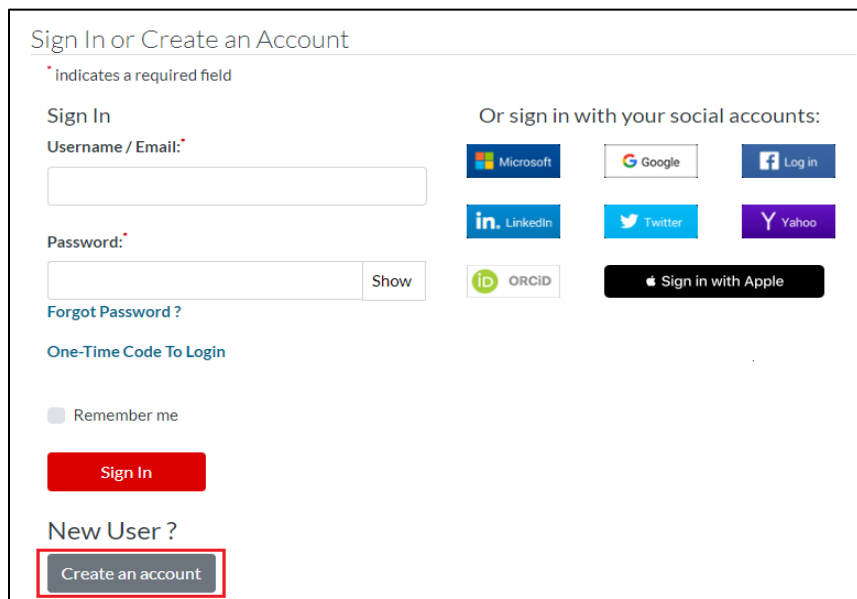 Sign In or Create an Account
* indicates a required field
Sign In
Username / Email:*
Password:*
Show
Forgot Password ?
One-Time Code To Login
Remember me
Sign In
New User ?
Create an account
Or sign in with your social accounts:
Microsoft
Google
Log in
in. LinkedIn
Twitter
Yahoo
iD ORCID
Sign in with Apple